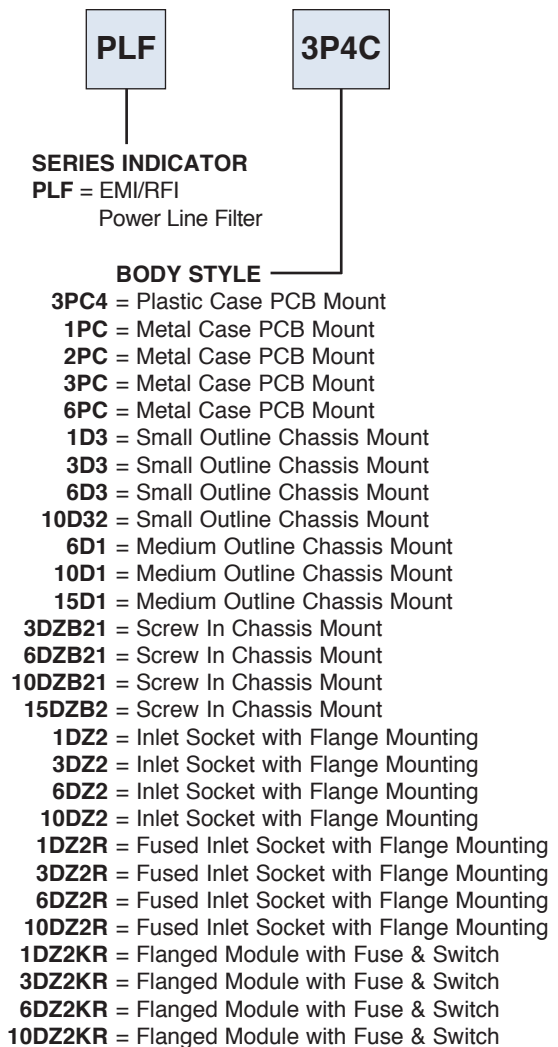 PLF
3P4C
SERIES INDICATOR
PLF = EMI/RFI
Power Line Filter
BODY STYLE
3PC4 = Plastic Case PCB Mount
1PC = Metal Case PCB Mount
2PC = Metal Case PCB Mount
3PC = Metal Case PCB Mount
6PC = Metal Case PCB Mount
1D3 = Small Outline Chassis Mount
3D3 = Small Outline Chassis Mount
6D3 = Small Outline Chassis Mount
10D32 = Small Outline Chassis Mount
6D1 = Medium Outline Chassis Mount
10D1 = Medium Outline Chassis Mount
15D1 = Medium Outline Chassis Mount
3DZB21 = Screw In Chassis Mount
6DZB21 = Screw In Chassis Mount
10DZB21 = Screw In Chassis Mount
15DZB2 = Screw In Chassis Mount
1DZ2 = Inlet Socket with Flange Mounting
3DZ2 = Inlet Socket with Flange Mounting
6DZ2 = Inlet Socket with Flange Mounting
10DZ2 = Inlet Socket with Flange Mounting
1DZ2R = Fused Inlet Socket with Flange Mounting
3DZ2R = Fused Inlet Socket with Flange Mounting
6DZ2R = Fused Inlet Socket with Flange Mounting
10DZ2R = Fused Inlet Socket with Flange Mounting
1DZ2KR = Flanged Module with Fuse & Switch
3DZ2KR = Flanged Module with Fuse & Switch
6DZ2KR = Flanged Module with Fuse & Switch
10DZ2KR = Flanged Module with Fuse & Switch